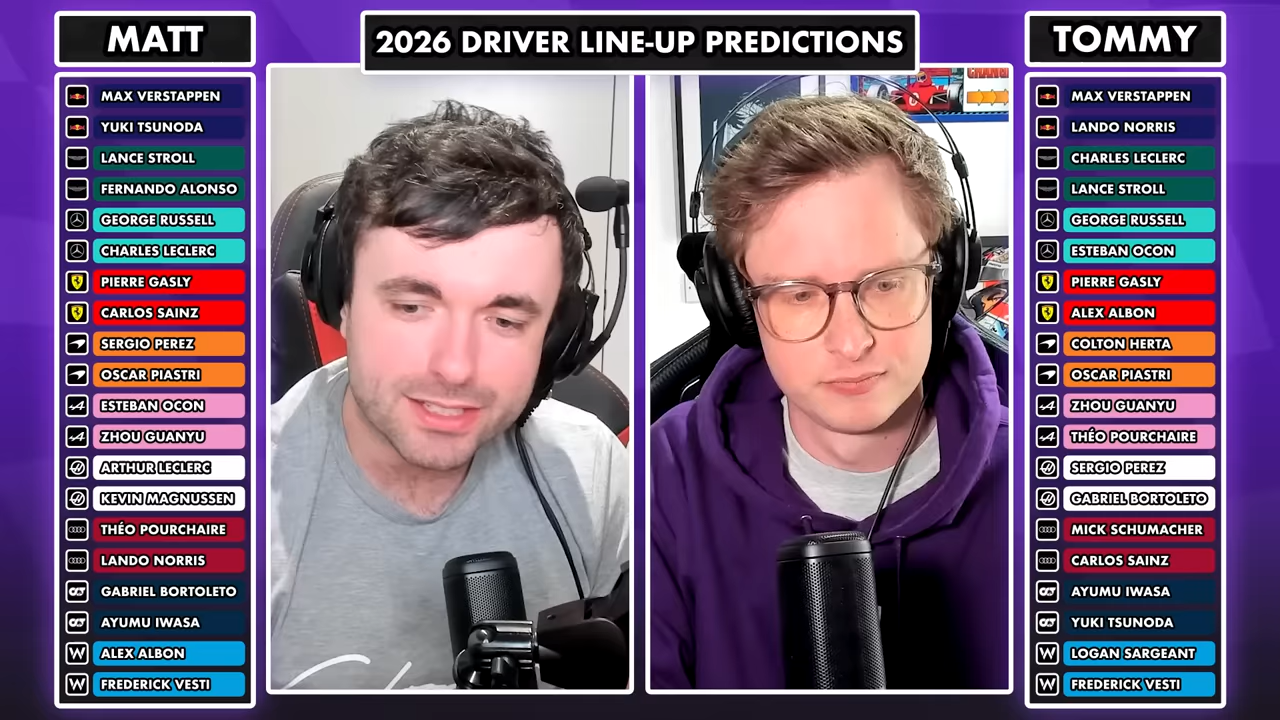 MATT
2026 DRIVER LINE-UP PREDICTIONS
TOMMY
MAX VERSTAPPEN
YUKI TSUNODA
LANCE STROLL
FERNANDO ALONSO
GEORGE RUSSELL
CHARLES LECLERC
PIERRE GASLY
CARLOS SAINZ
SERGIO PEREZ
OSCAR PIASTRI
ESTEBAN OCON
ZHOU GUANYU
ARTHUR LECLERC
KEVIN MAGNUSSEN
THÉO POURCHAIRE
LANDO NORRIS
GABRIEL BORTOLETO
AYUMU IWASA
ALEX ALBON
FREDERICK VESTI
MAX VERSTAPPEN
LANDO NORRIS
CHARLES LECLERC
LANCE STROLL
GEORGE RUSSELL
ESTEBAN OCON
PIERRE GASLY
ALEX ALBON
COLTON HERTA
OSCAR PIASTRI
ZHOU GUANYU
THÉO POURCHAIRE
SERGIO PEREZ
GABRIEL BORTOLETO
MICK SCHUMACHER
CARLOS SAINZ
AYUMU IWASA
YUKI TSUNODA
LOGAN SARGEANT
FREDERICK VESTI